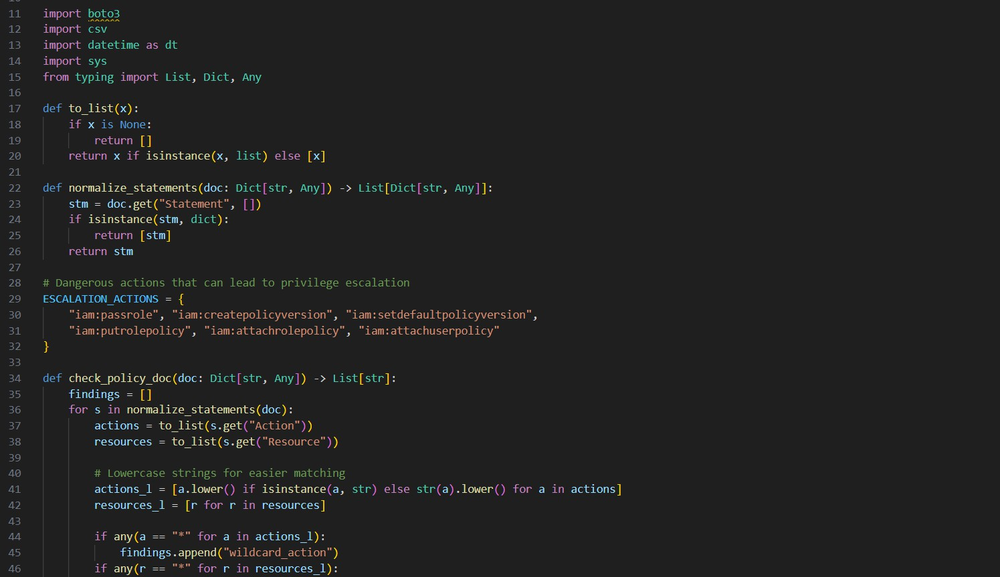 11 import boto3
12 import csv
13 import datetime as dt
14 import sys
15 from typing import List, Dict, Any
16
17 def to_list(x):
18     if x is None:
19         return []
20     return x if isinstance(x, list) else [x]
21
22 def normalize_statements(doc: Dict[str, Any]) -> List[Dict[str, Any]]:
23     stm = doc.get("Statement", [])
24     if isinstance(stm, dict):
25         return [stm]
26     return stm
27
28 # Dangerous actions that can lead to privilege escalation
29 ESCALATION_ACTIONS = {
30     "iam:passrole", "iam:createpolicyversion", "iam:setdefaultpolicyversion",
31     "iam:putrolepolicy", "iam:attachrolepolicy", "iam:attachuserpolicy"
32 }
33
34 def check_policy_doc(doc: Dict[str, Any]) -> List[str]:
35     findings = []
36     for s in normalize_statements(doc):
37         actions = to_list(s.get("Action"))
38         resources = to_list(s.get("Resource"))
39
40         # Lowercase strings for easier matching
41         actions_l = [a.lower() if isinstance(a, str) else str(a).lower() for a in actions]
42         resources_l = [r for r in resources]
43
44         if any(a == "*" for a in actions_l):
45             findings.append("wildcard_action")
46         if any(r == "*" for r in resources_l):